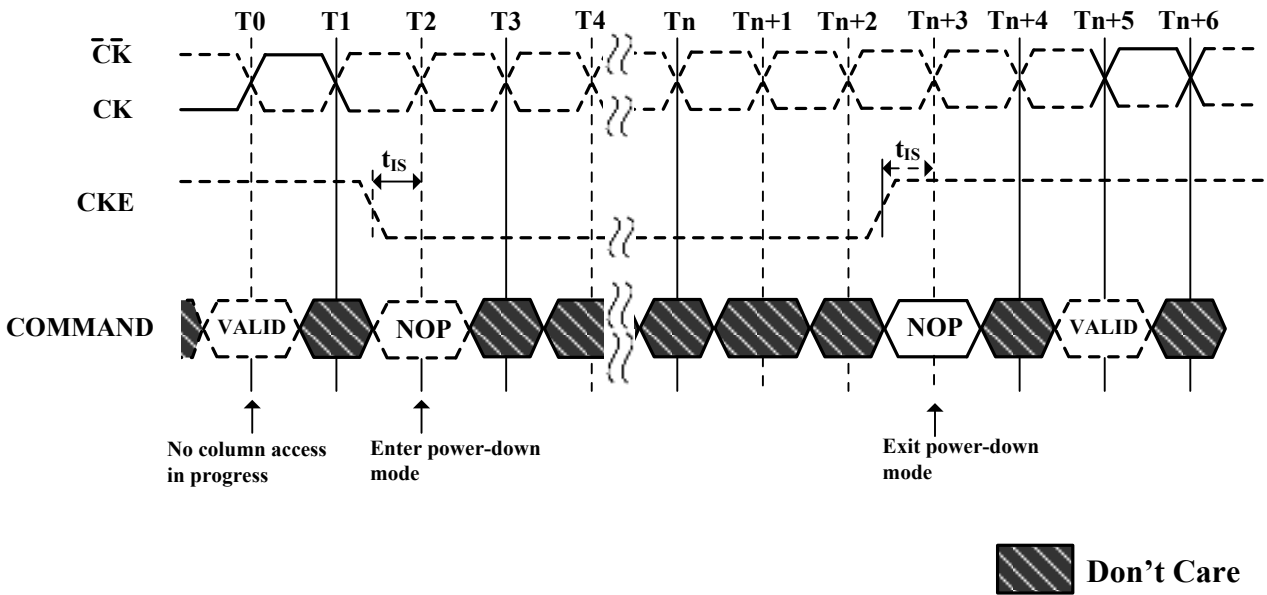 T0 T1 T2 T3 T4 Tn Tn+1 Tn+2 Tn+3 Tn+4 Tn+5 Tn+6
CK
CK
tIS tIS
CKE
COMMAND VALID NOP NOP VALID
No column access
in progress
Enter power-down
mode
Exit power-down
mode
Don't Care